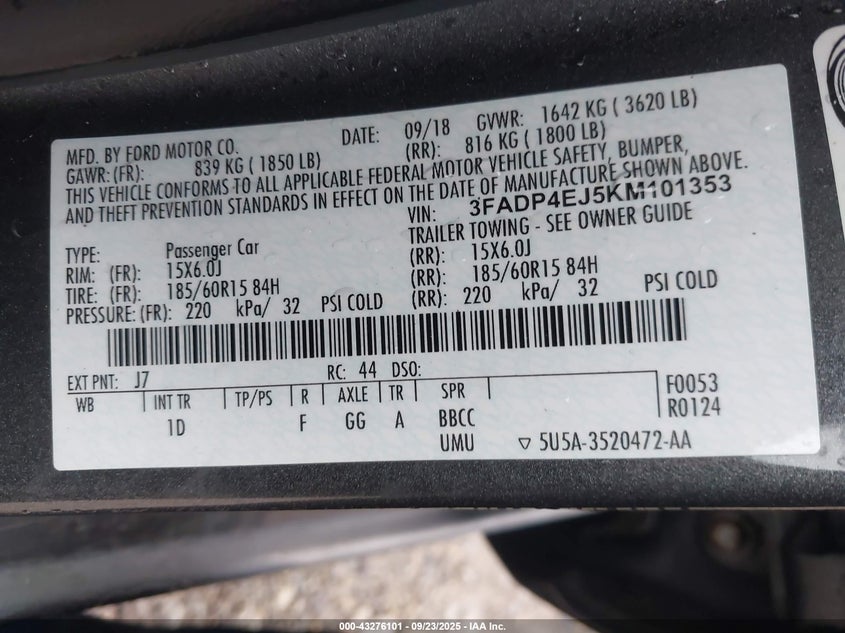 MFD. BY FORD MOTOR CO. DATE: 09/18 GVWR: 1642 KG ( 3620 LB)
GAWR: (FR): 839 KG ( 1850 LB) (RR): 816 KG ( 1800 LB)
THIS VEHICLE CONFORMS TO ALL APPLICABLE FEDERAL MOTOR VEHICLE SAFETY, BUMPER,
AND THEFT PREVENTION STANDARDS IN EFFECT ON THE DATE OF MANUFACTURE SHOWN ABOVE.
VIN: 3FADP4EJ5KM101353
TRAILER TOWING - SEE OWNER GUIDE
TYPE: Passenger Car
RIM: (FR): 15X6.0J (RR): 15X6.0J
TIRE: (FR): 185/60R15 84H (RR): 185/60R15 84H
PRESSURE: (FR): 220 kPa/ 32 PSI COLD (RR): 220 kPa/ 32 PSI COLD
EXT PNT: J7 RC: 44 DSO:
WB INT TR TP/PS R AXLE TR SPR F0053
1D F GG A BBCC R0124
UMU ▽ 5U5A-3520472-AA
000-43276101 - 09/23/2025 - IAA Inc.